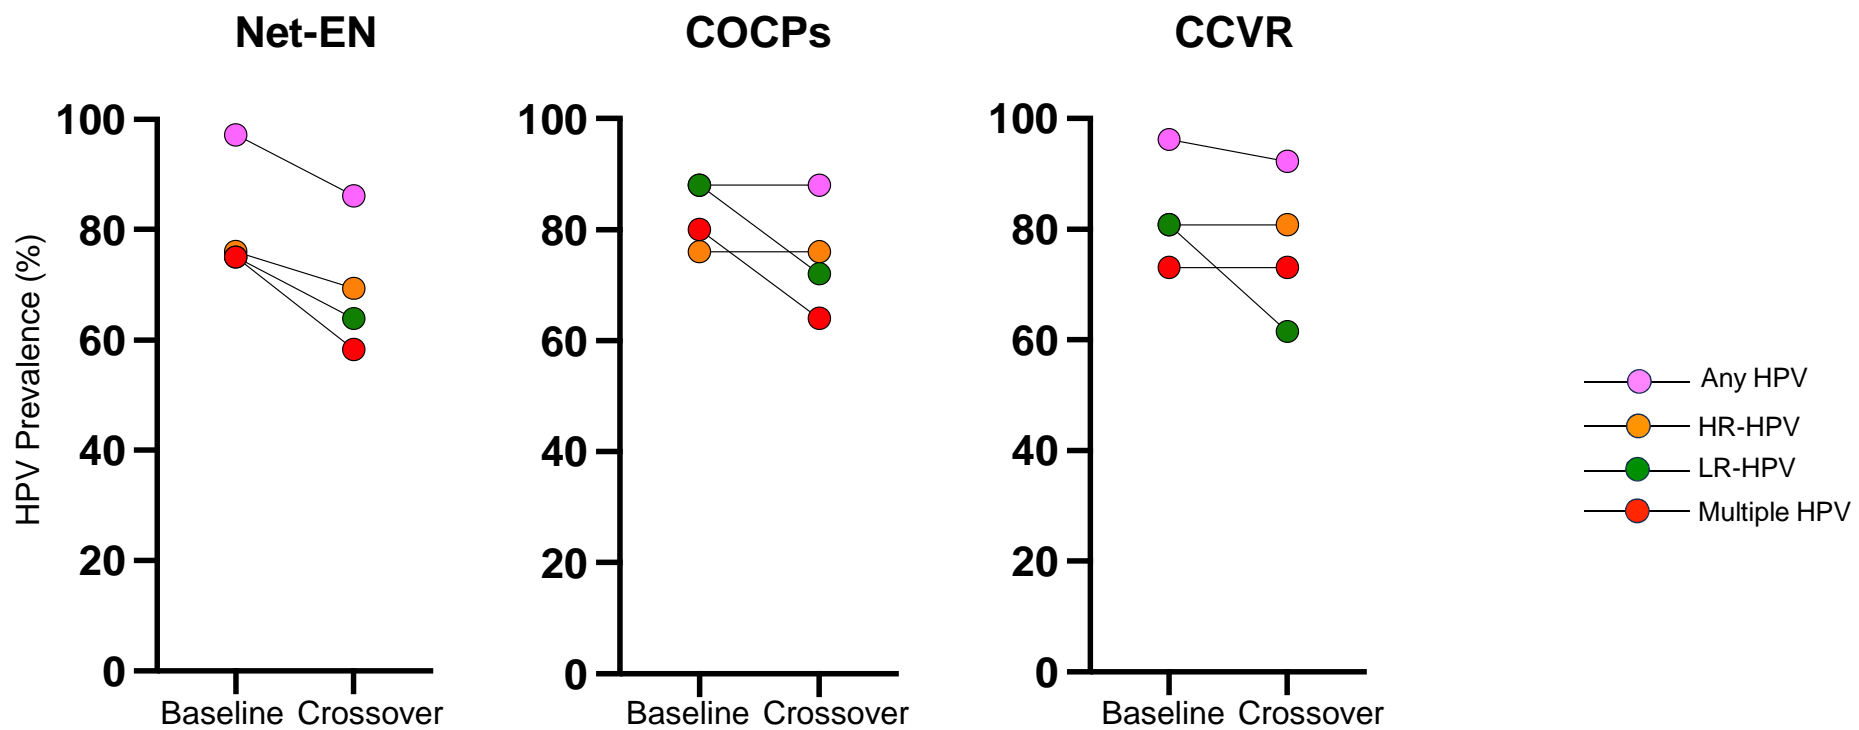 Net-EN
COCPs
CCVR
HPV Prevalence (%)
100
80
60
40
20
0
Baseline Crossover
100
80
60
40
20
0
Baseline Crossover
100
80
60
40
20
0
Baseline Crossover
Any HPV
HR-HPV
LR-HPV
Multiple HPV